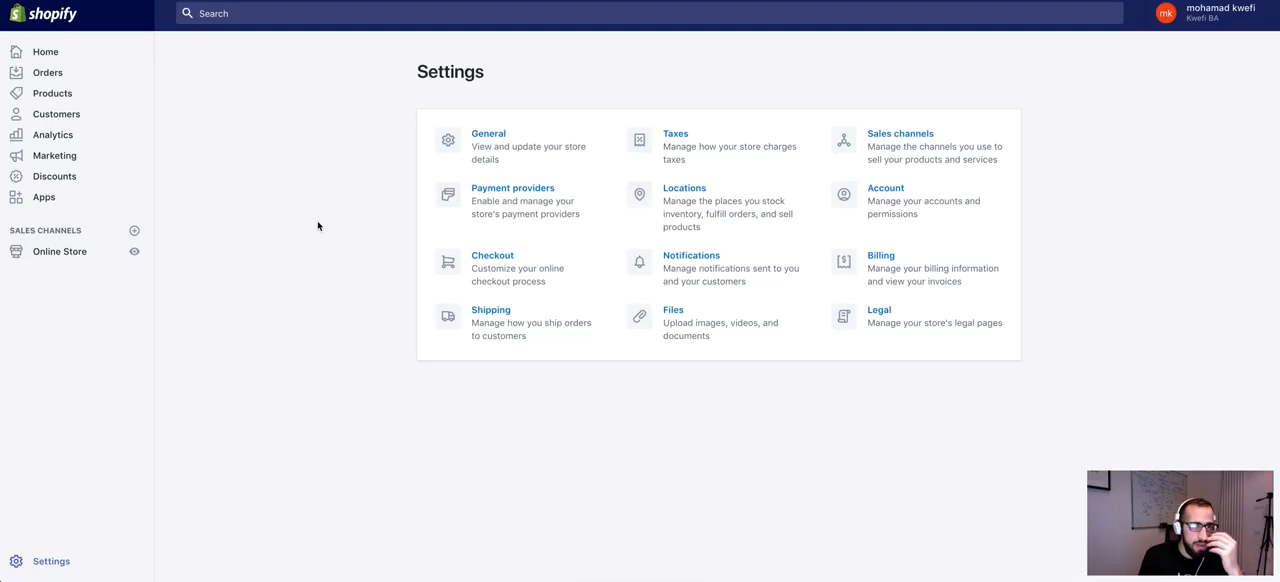 shopify
Search
mk
mohamad kwefi
Kwefi BA
Home
Orders
Products
Customers
Analytics
Marketing
Discounts
Apps
SALES CHANNELS
Online Store
Settings
Settings
General
View and update your store
details
Payment providers
Enable and manage your
store's payment providers
Checkout
Customize your online
checkout process
Shipping
Manage how you ship orders
to customers
Taxes
Manage how your store charges
taxes
Locations
Manage the places you stock
inventory, fulfill orders, and sell
products
Notifications
Manage notifications sent to you
and your customers
Files
Upload images, videos, and
documents
Sales channels
Manage the channels you use to
sell your products and services
Account
Manage your accounts and
permissions
Billing
Manage your billing information
and view your invoices
Legal
Manage your store's legal pages